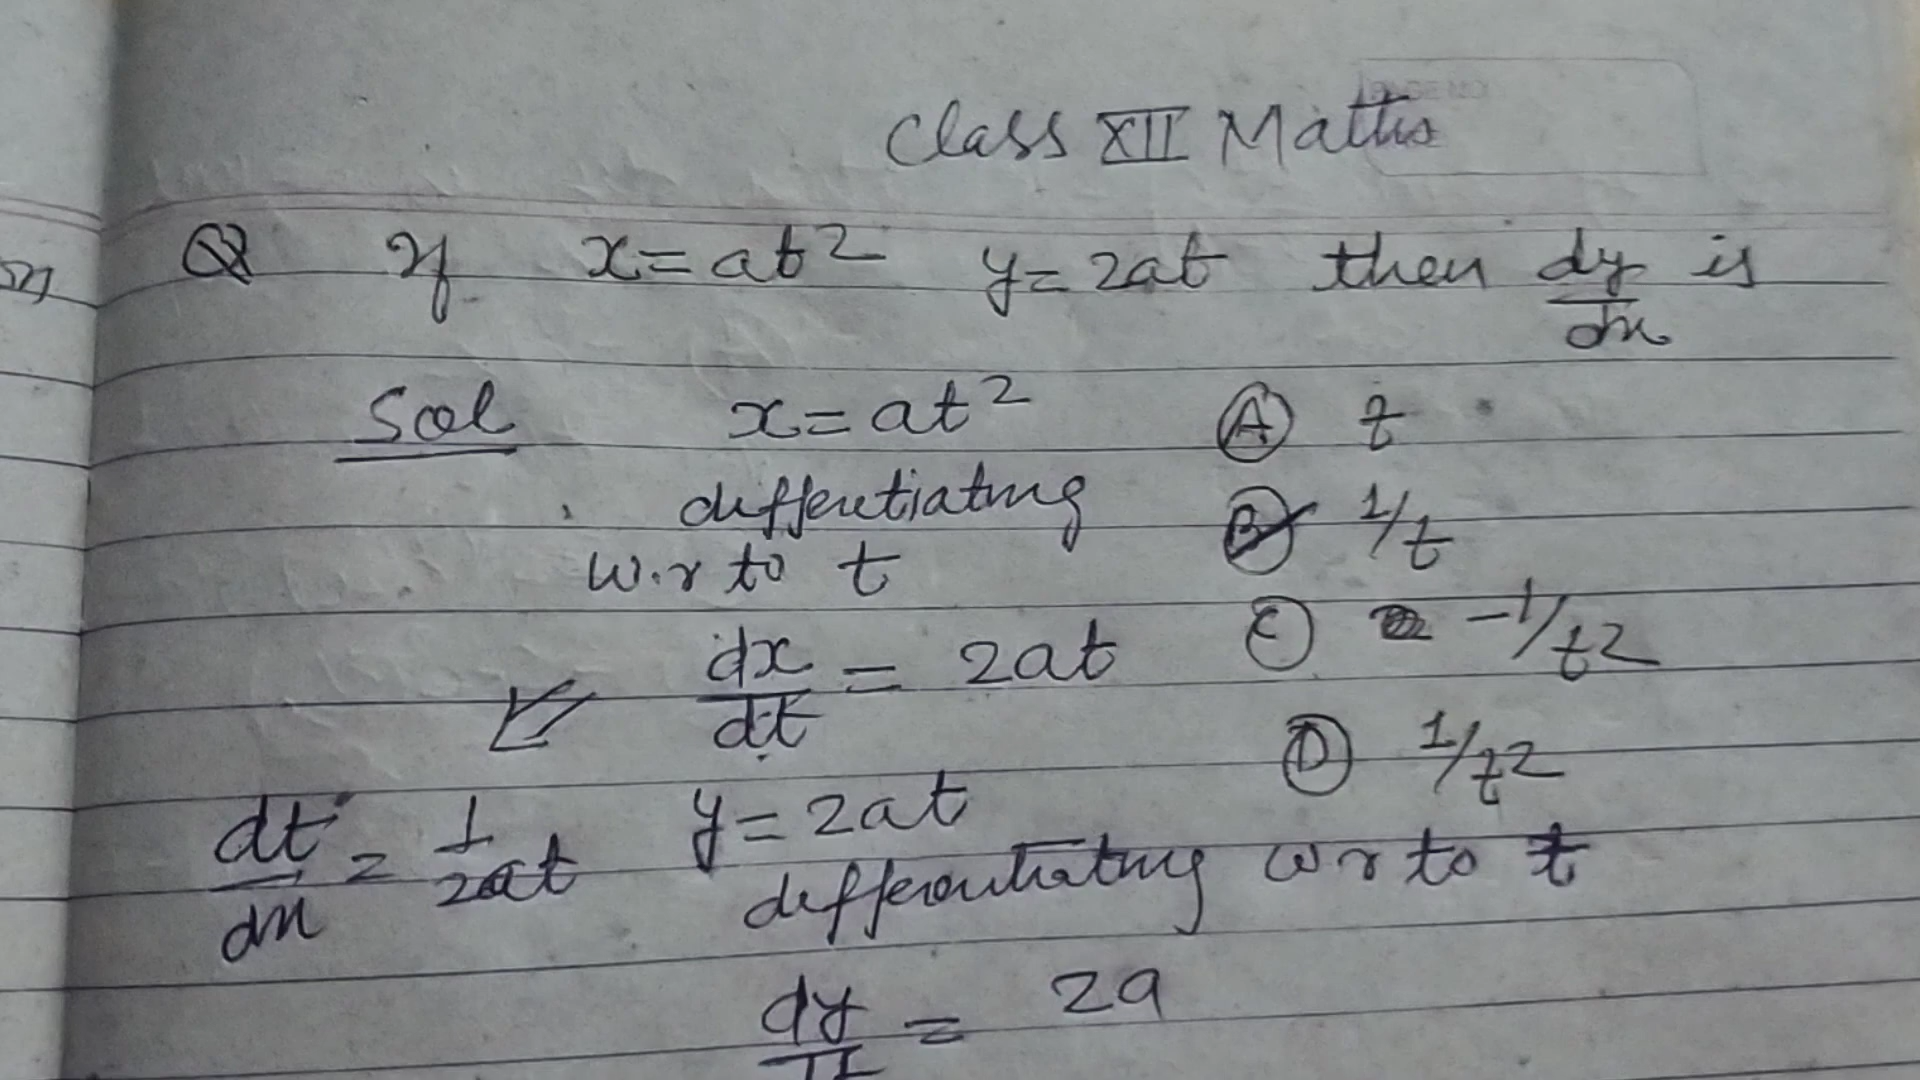 Class XII Maths
Q If x = at² y = 2at then dy/dx is
Sol x = at² (A) t
differtiating (B) 1/t
w.r to t
dx/dt = 2at (C) -1/t²
(D) 1/t²
dt/dx = 1/2at y = 2at
differentiating w r to t
dy = 2a